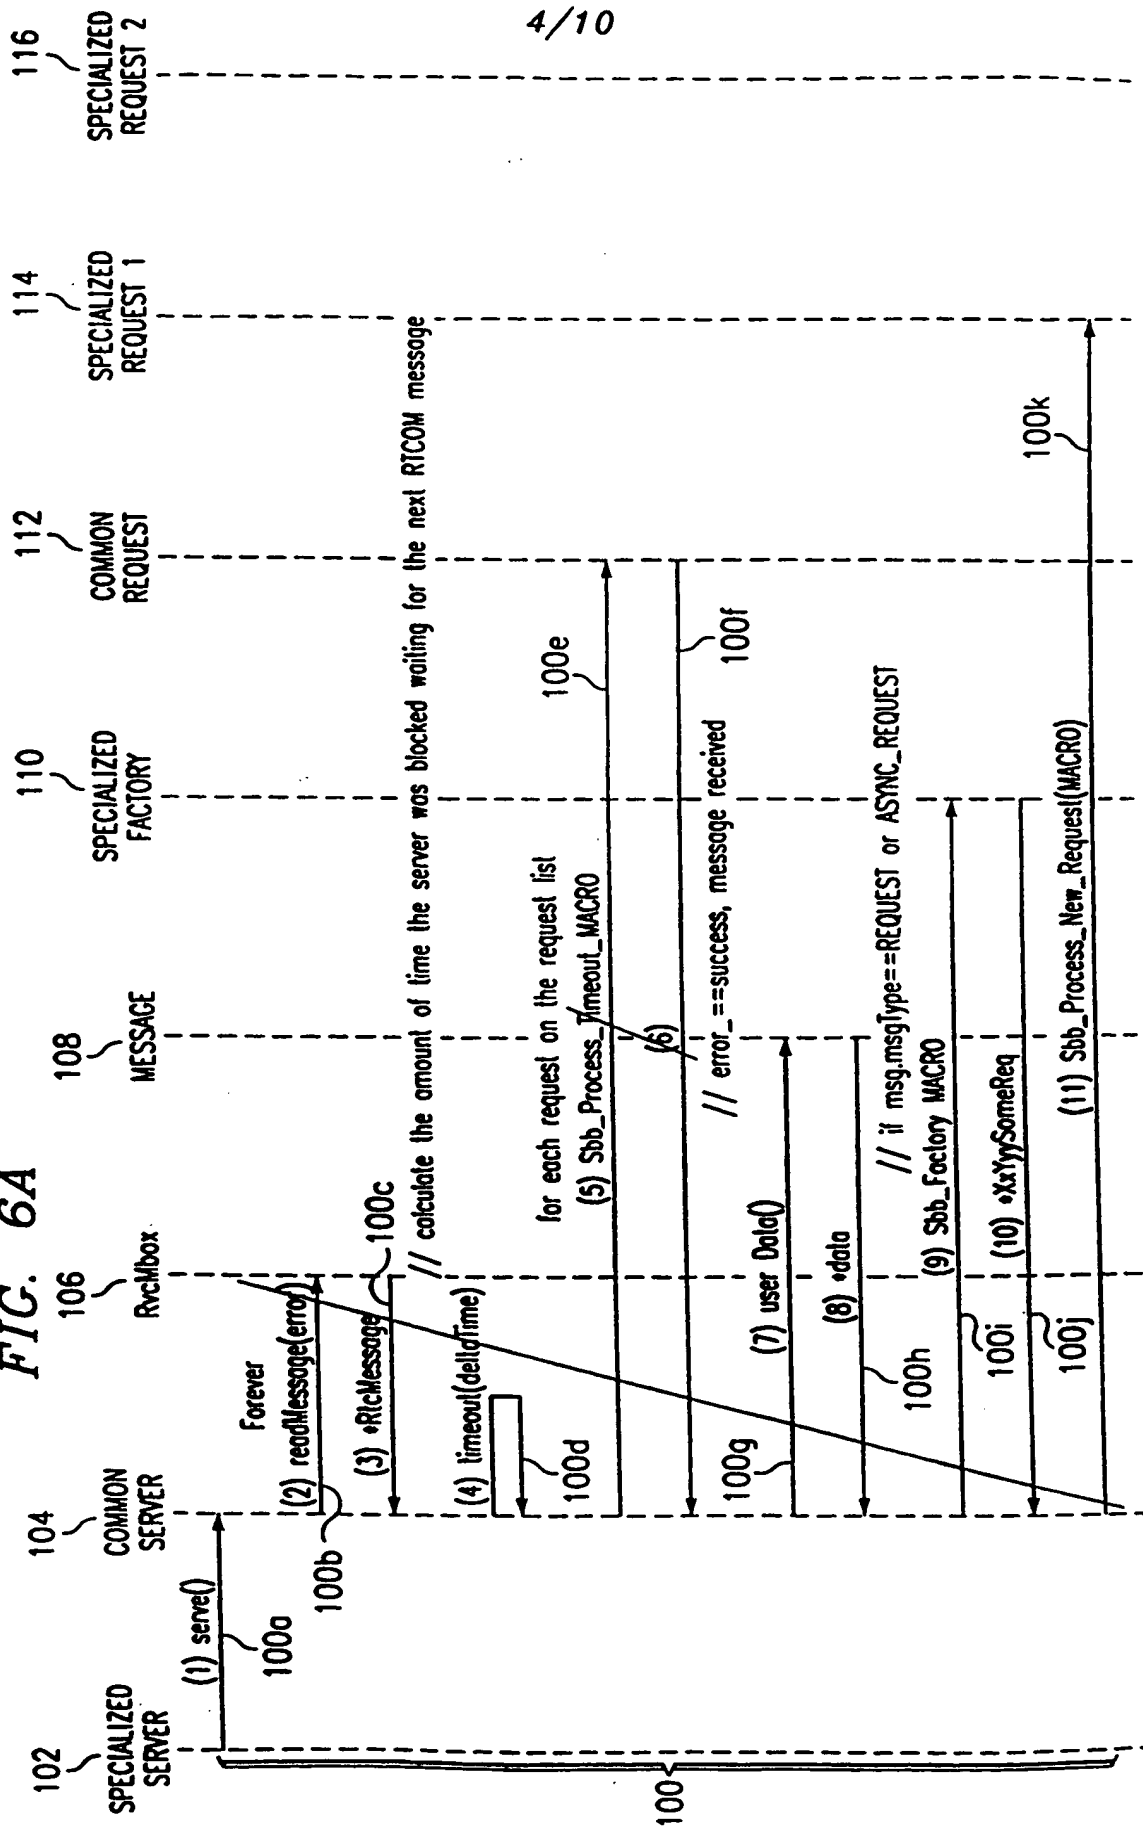 4/10
FIG. 6A
102
SPECIALIZED
SERVER
104
COMMON
SERVER
106
RvcMbox
108
MESSAGE
110
SPECIALIZED
FACTORY
112
COMMON
REQUEST
114
SPECIALIZED
REQUEST 1
116
SPECIALIZED
REQUEST 2
(1) serve()
100a
Forever
(2) readMessage(error)
100b
(3) *RtcMessage
100c
// calculate the amount of time the server was blocked waiting for the next RTCOM message
(4) timeout(deltaTime)
100d
for each request on the request list
(5) Sbb_Process_Timeout_MACRO
100e
(6)
100f
// error_==success, message received
(7) user Data()
100g
(8) *data
100h
// if msg.msgType==REQUEST or ASYNC_REQUEST
(9) Sbb_Factory MACRO
100i
(10) *XxYySomeReq
100j
(11) Sbb_Process_New_Request(MACRO)
100k
100